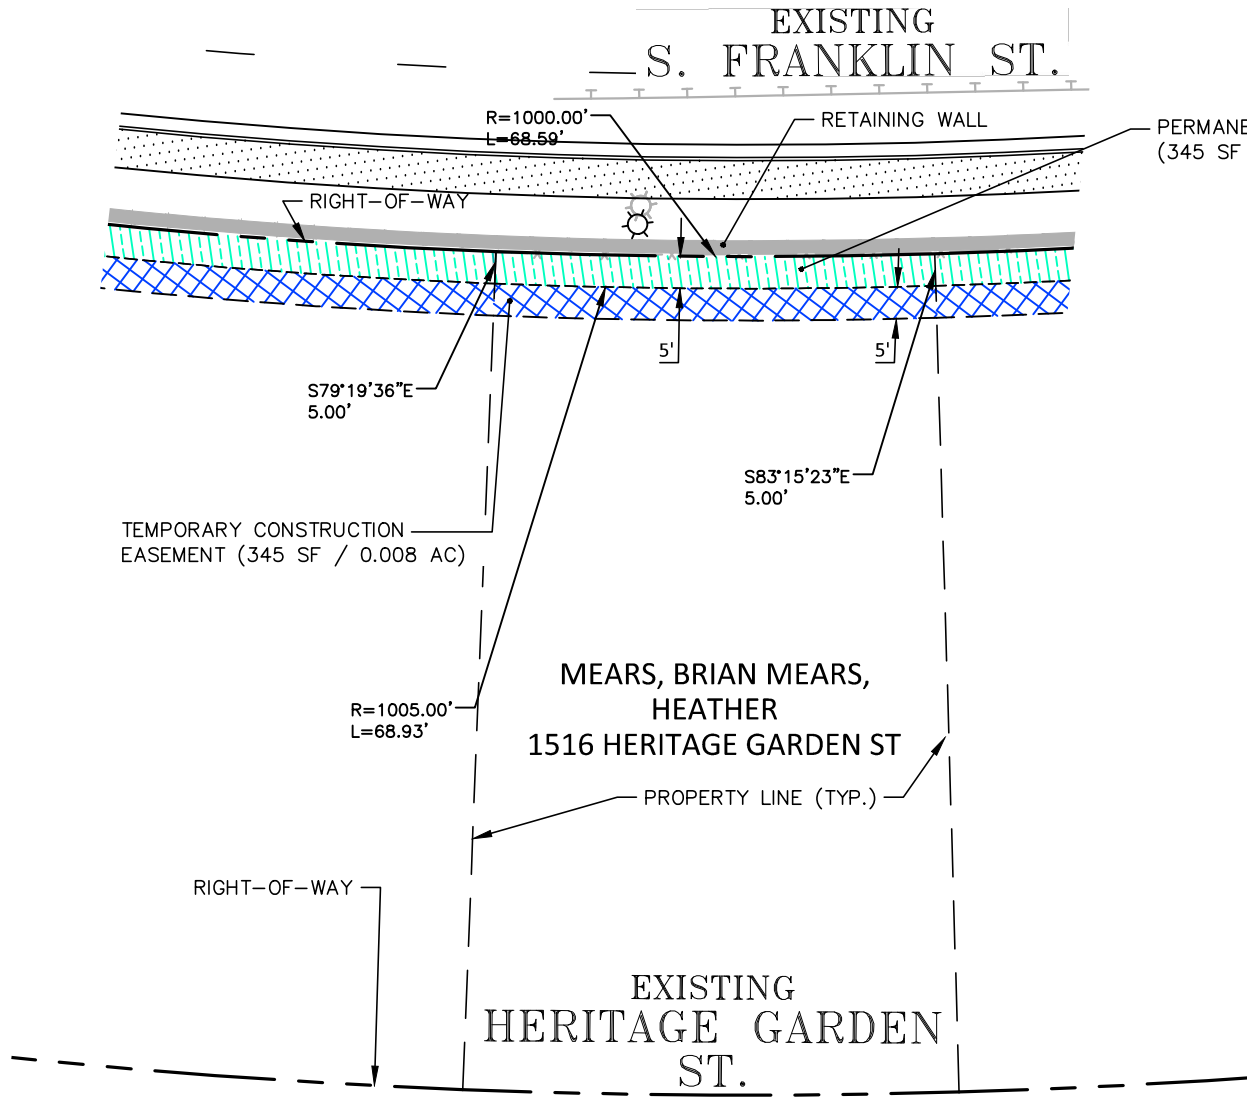 EXISTING
S. FRANKLIN ST.
R=1000.00'
L=68.59'
RETAINING WALL
(345 SF
RIGHT-OF-WAY
5'
5'
S79°19'36"E
5.00'
S83°15'23"E
5.00'
TEMPORARY CONSTRUCTION
EASEMENT (345 SF / 0.008 AC)
MEARS, BRIAN MEARS,
HEATHER
1516 HERITAGE GARDEN ST
R=1005.00'
L=68.93'
PROPERTY LINE (TYP.)
RIGHT-OF-WAY
EXISTING
HERITAGE GARDEN
ST.